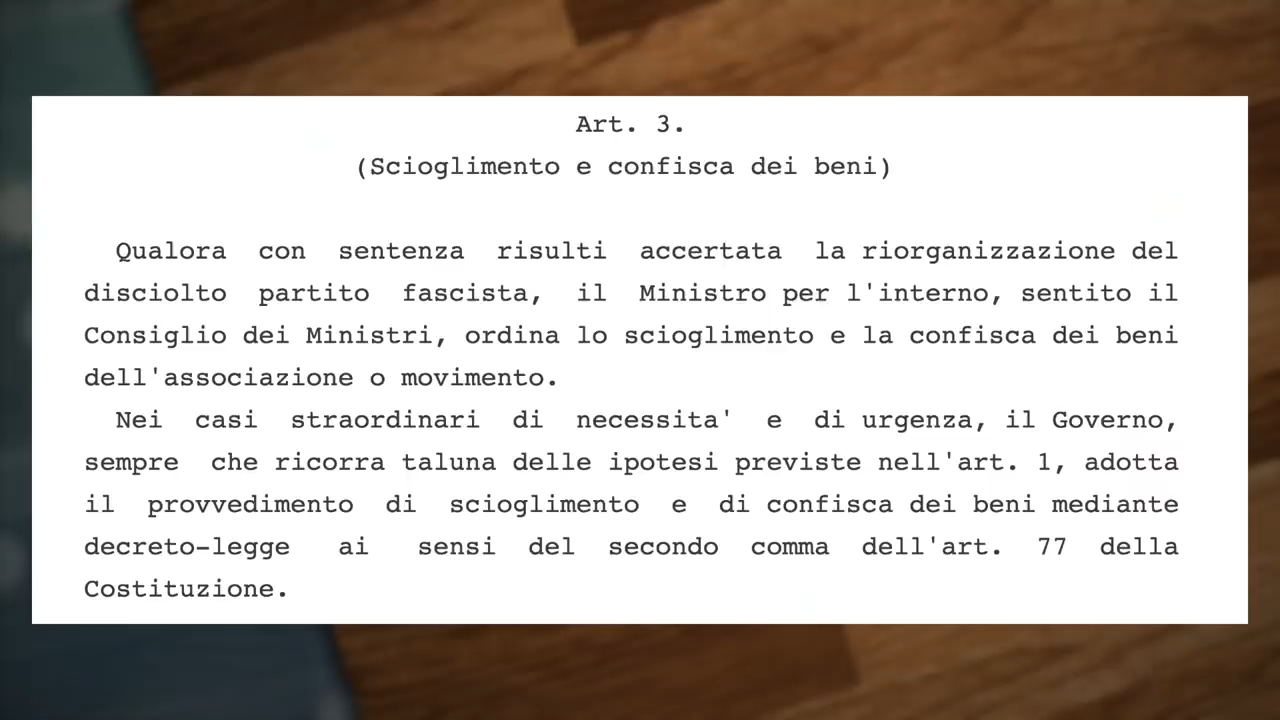 Art. 3.
(Scioglimento e confisca dei beni)
Qualora con sentenza risulti accertata la riorganizzazione del
disciolto partito fascista, il Ministro per l'interno, sentito il
Consiglio dei Ministri, ordina lo scioglimento e la confisca dei beni
dell'associazione o movimento.
Nei casi straordinari di necessita' e di urgenza, il Governo,
sempre che ricorra taluna delle ipotesi previste nell'art. 1, adotta
il provvedimento di scioglimento e di confisca dei beni mediante
decreto-legge ai sensi del secondo comma dell'art. 77 della
Costituzione.